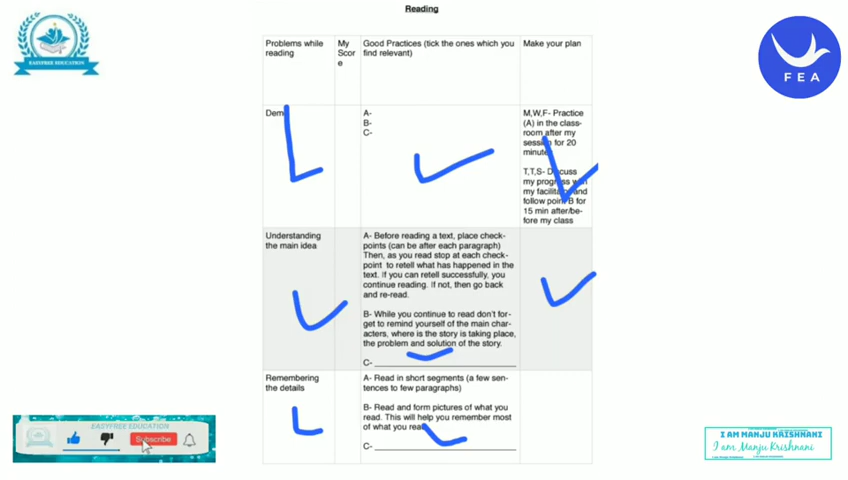 Reading
EASYFREE EDUCATION
FEA
Problems while
reading
My
Scor
e
Good Practices (tick the ones which you
find relevant)
Make your plan
A-
B-
C-
M,W,F- Practice
(A) in the class-
room after my
session for 20
minutes
T,T,S- Discuss
my progress with
my facilitator and
follow point B for
15 min after/be-
fore my class
Understanding
the main idea
A- Before reading a text, place check-
points (can be after each paragraph)
Then, as you read stop at each check-
point to retell what has happened in the
text. If you can retell successfully, you
continue reading. If not, then go back
and re-read.
B- While you continue to read don't for-
get to remind yourself of the main char-
acters, where is the story is taking place,
the problem and solution of the story.
C-
Remembering
the details
A- Read in short segments (a few sen-
tences to few paragraphs)
B- Read and form pictures of what you
read. This will help you remember most
of what you read
C-
EASYFREE EDUCATION
Subscribe
I AM MANJU KRISHNANI
I am Manju Krishnani